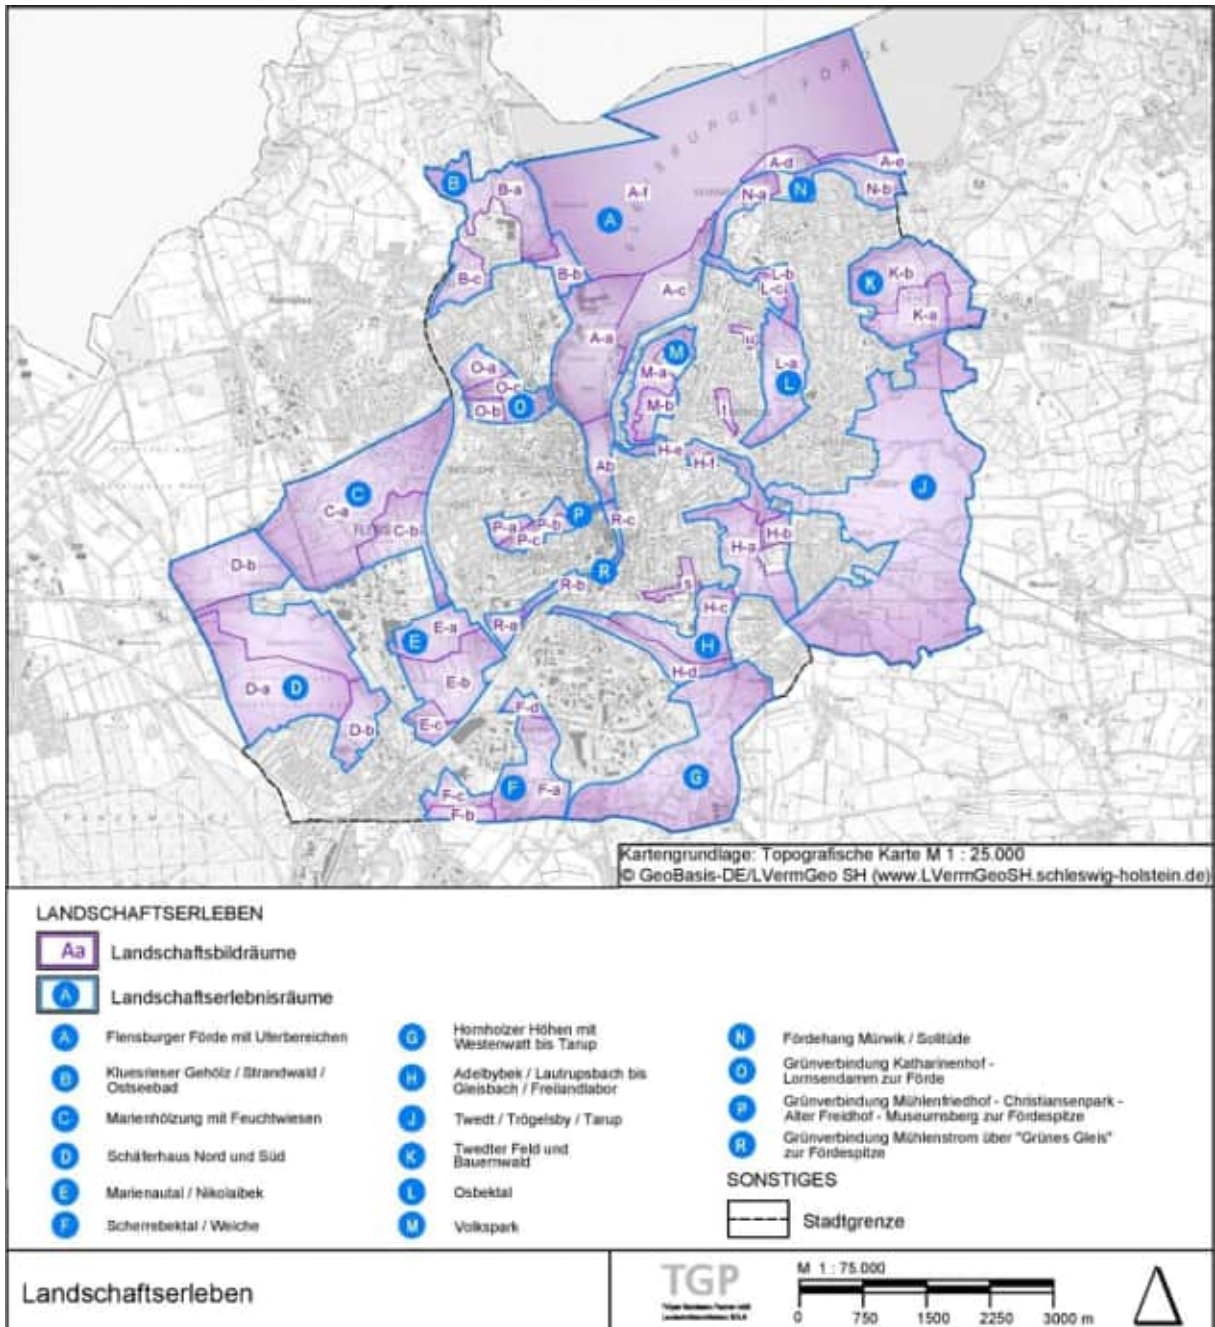 BURGER FÖRDE
B
B-a
A-f
A
A-d
A-e
N-a
N
N-b
B-c
B-b
A-c
L-b
L-c
K
K-b
K-a
A-a
M
M-a
M-b
L-a
L
O-a
O-c
O-b
O
t
H-e
H-f
Ab
J
C
C-a
C-b
P
P-a
P-b
P-c
R-c
H-a
H-b
D-b
R
R-b
s
H-c
E
E-a
R-a
H
H-d
D-a
D
E-b
E-c
D-b
F-d
F
F-a
F-c
F-b
G
Kartengrundlage: Topografische Karte M 1 : 25.000
© GeoBasis-DE/LVermGeo SH (www.LVermGeoSH.schleswig-holstein.de)
LANDSCHAFTSERLEBEN
Aa Landschaftsbildräume
A Landschaftserlebnisräume
A Flensburger Förde mit Uferbereichen
B Kluesrieser Gehölz / Strandwald /
Ostseebad
C Marienhölzung mit Feuchtwiesen
D Schäferhaus Nord und Süd
E Marienautal / Nikolaibek
F Scherrebektal / Weiche
G Hornholzer Höhen mit
Westenwatt bis Tarup
H Adelbybek / Lautrupsbach bis
Gleisbach / Freilandlabor
J Twedt / Trögelsby / Tarup
K Twedter Feld und
Bauernwald
L Osbektal
M Volkspark
N Fördehang Mürwik / Solitüde
O Grünverbindung Katharinenhof -
Lornsendamm zur Förde
P Grünverbindung Mühlenfriedhof - Christiansenpark -
Alter Freidhof - Museumsberg zur Fördespitze
R Grünverbindung Mühlenstrom über "Grünes Gleis"
zur Fördespitze
SONSTIGES
Stadtgrenze
Landschaftserleben
TGP
M 1 : 75.000
0 750 1500 2250 3000 m